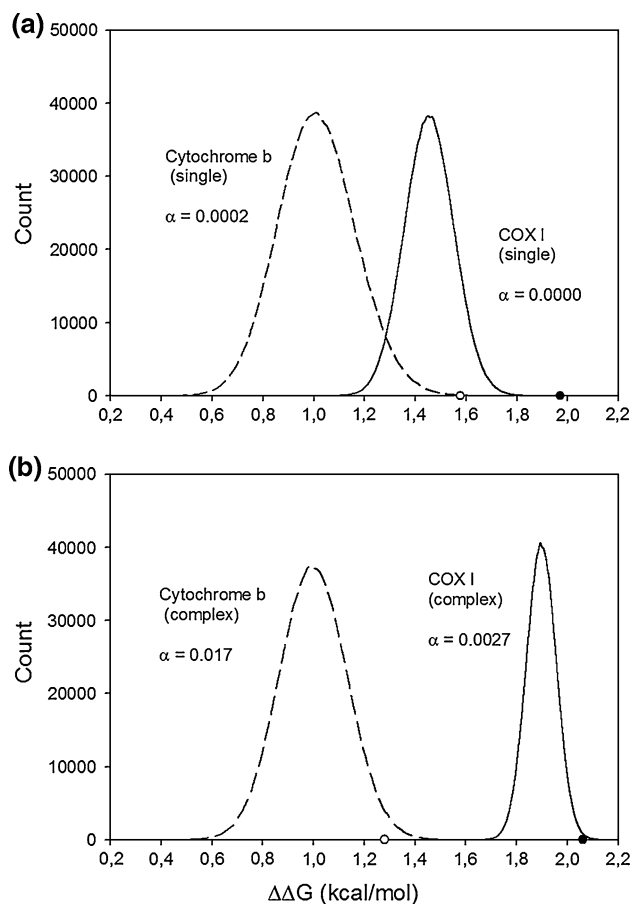 (a)
50000
40000
30000
20000
10000
0
Count
Cytochrome b
(single)
α = 0.0002
COX I
(single)
α = 0.0000
0,2 0,4 0,6 0,8 1,0 1,2 1,4 1,6 1,8 2,0 2,2
(b)
50000
40000
30000
20000
10000
0
Count
Cytochrome b
(complex)
α = 0.017
COX I
(complex)
α = 0.0027
0,2 0,4 0,6 0,8 1,0 1,2 1,4 1,6 1,8 2,0 2,2
ΔΔG (kcal/mol)